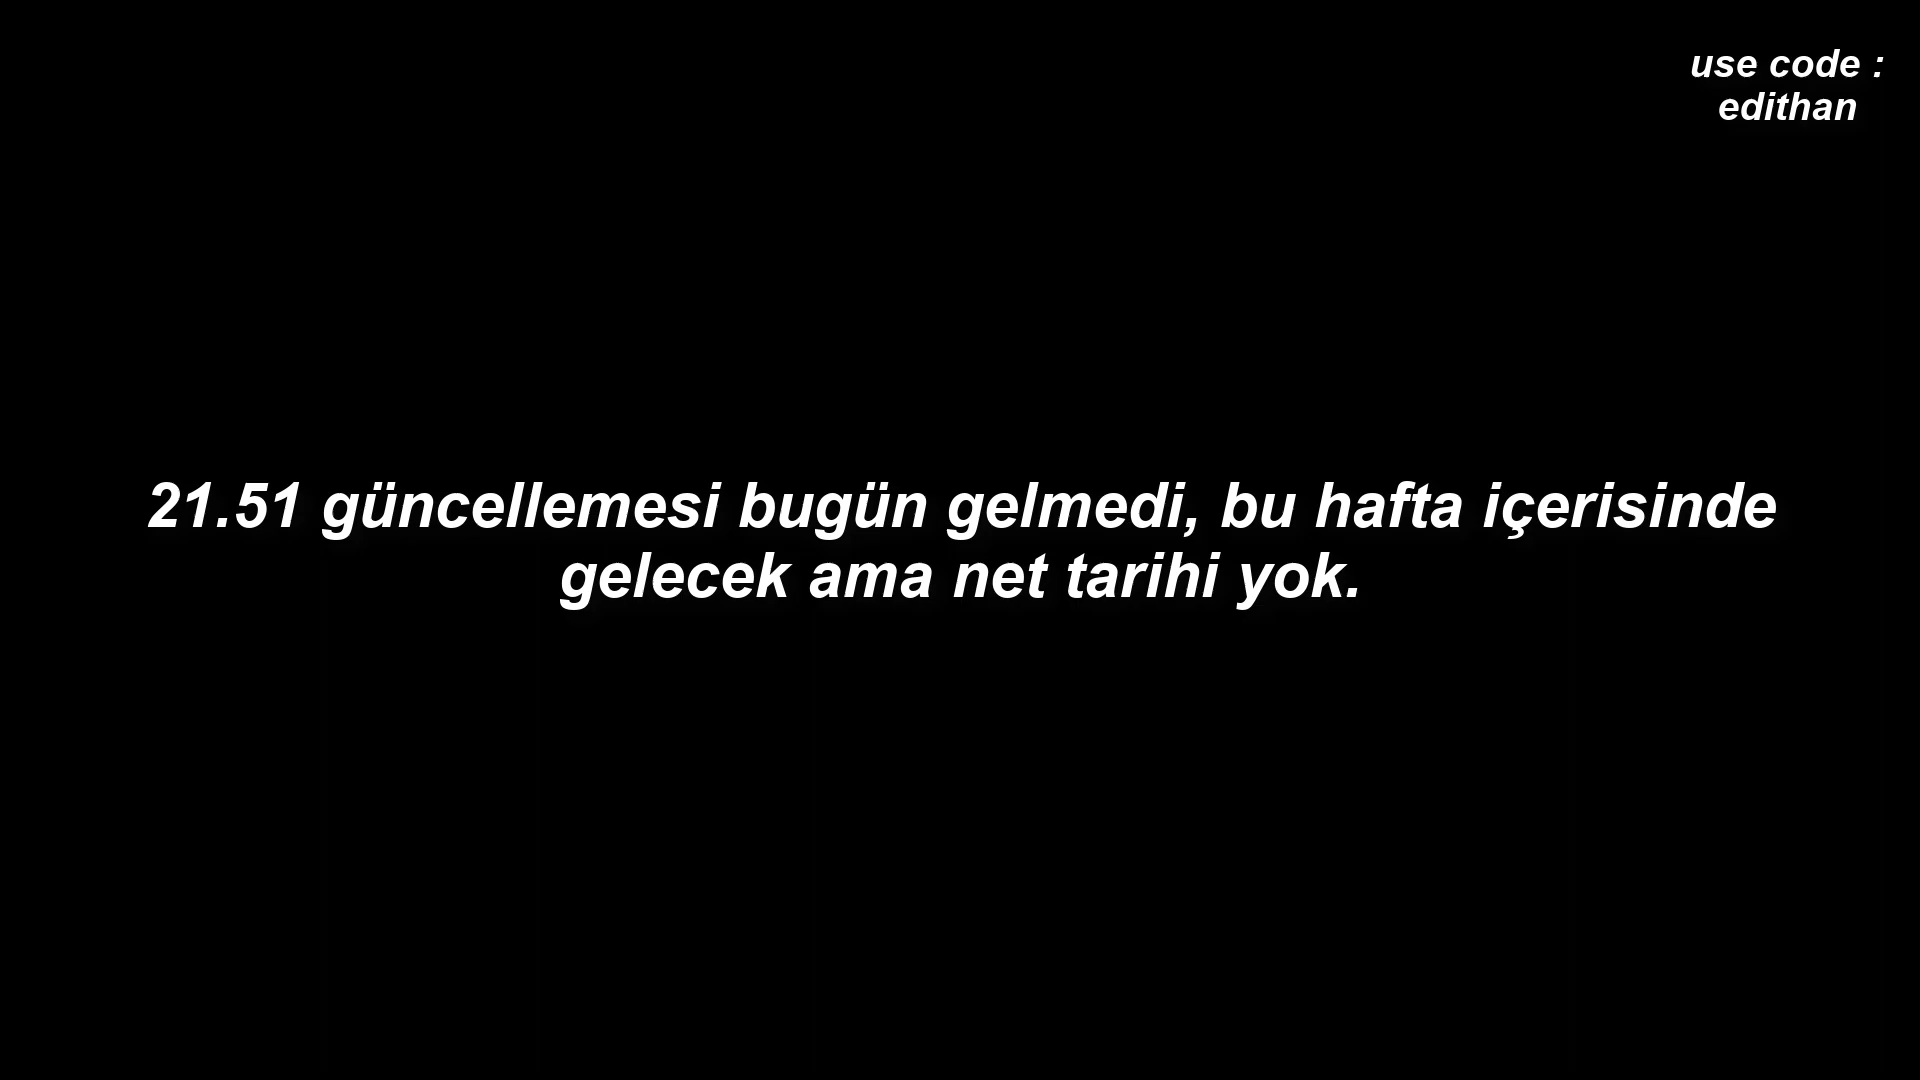 use code :
edithan
21.51 güncellemesi bugün gelmedi, bu hafta içerisinde
gelecek ama net tarihi yok.